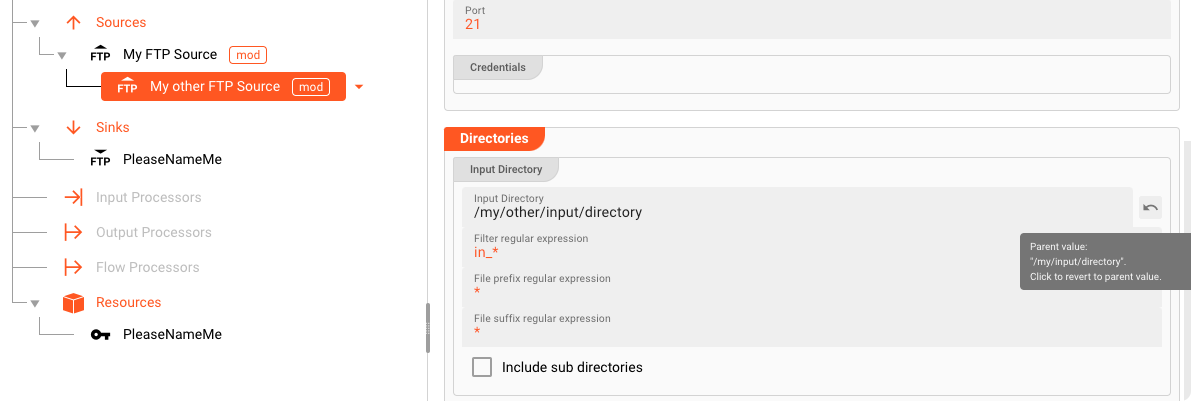 Sources
FTP My FTP Source mod
FTP My other FTP Source mod
Sinks
FTP PleaseNameMe
Input Processors
Output Processors
Flow Processors
Resources
PleaseNameMe
Port
21
Credentials
Directories
Input Directory
Input Directory
/my/other/input/directory
Filter regular expression
in_*
File prefix regular expression
*
File suffix regular expression
*
Include sub directories
Parent value:
"/my/input/directory".
Click to revert to parent value.